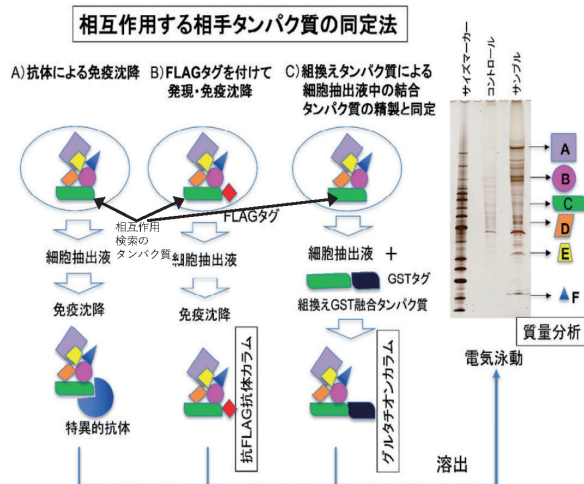 相互作用する相手タンパク質の同定法
A)抗体による免疫沈降
B)FLAGタグを付けて
発現・免疫沈降
C)組換えタンパク質による
細胞抽出液中の結合
タンパク質の精製と同定
相互作用
検索の
タンパク質
FLAGタグ
細胞抽出液
免疫沈降
特異的抗体
細胞抽出液
免疫沈降
抗FLAG抗体カラム
細胞抽出液 +
GSTタグ
組換えGST融合タンパク質
グルタチオンカラム
サイズマーカー
コントロール
サンプル
A
B
C
D
E
F
質量分析
電気泳動
溶出